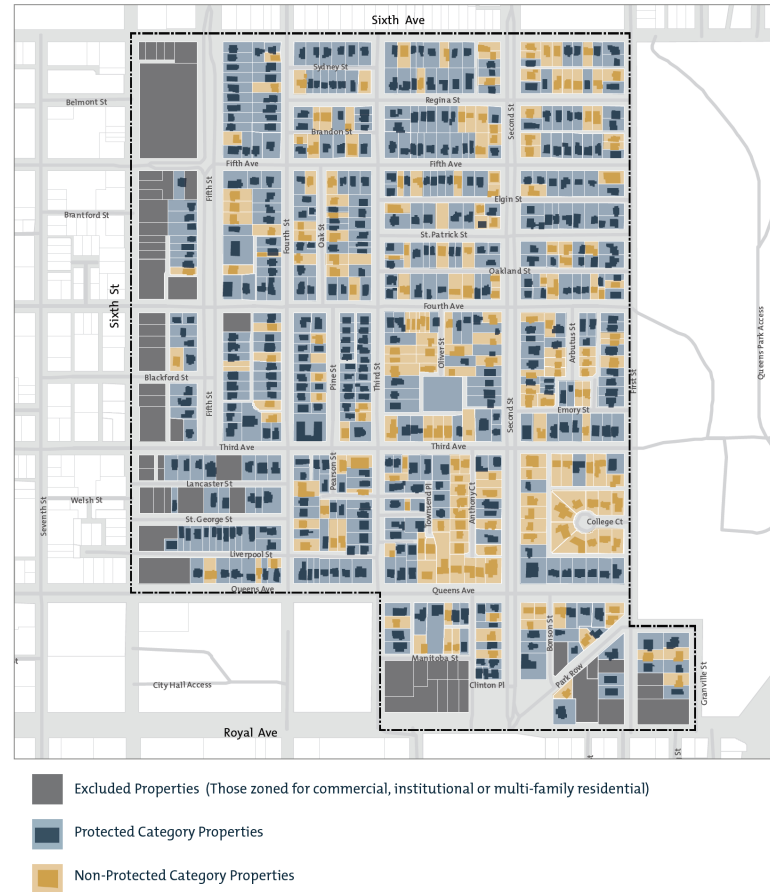 Sixth Ave
Sydney St
Belmont St
Regina St
Second St
Brandon St
Fifth Ave
Fifth Ave
Fifth St
Elgin St
Brantford St
Fourth St
Oak St
St.Patrick St
Oakland St
Sixth St
Fourth Ave
Queens Park Access
Oliver St
Arbutus St
Blackford St
Pine St
Third St
First St
Fifth St
Second St
Emory St
Third Ave
Third Ave
Pearson St
Lancaster St
Townsend Pl
Anthony Ct
Seventh St
Welsh St
St.George St
College Ct
Liverpool St
Queens Ave
Queens Ave
Bonson St
Manitoba St
City Hall Access
Clinton Pl
Park Row
Granville St
Royal Ave
Excluded Properties (Those zoned for commercial, institutional or multi-family residential)
Protected Category Properties
Non-Protected Category Properties